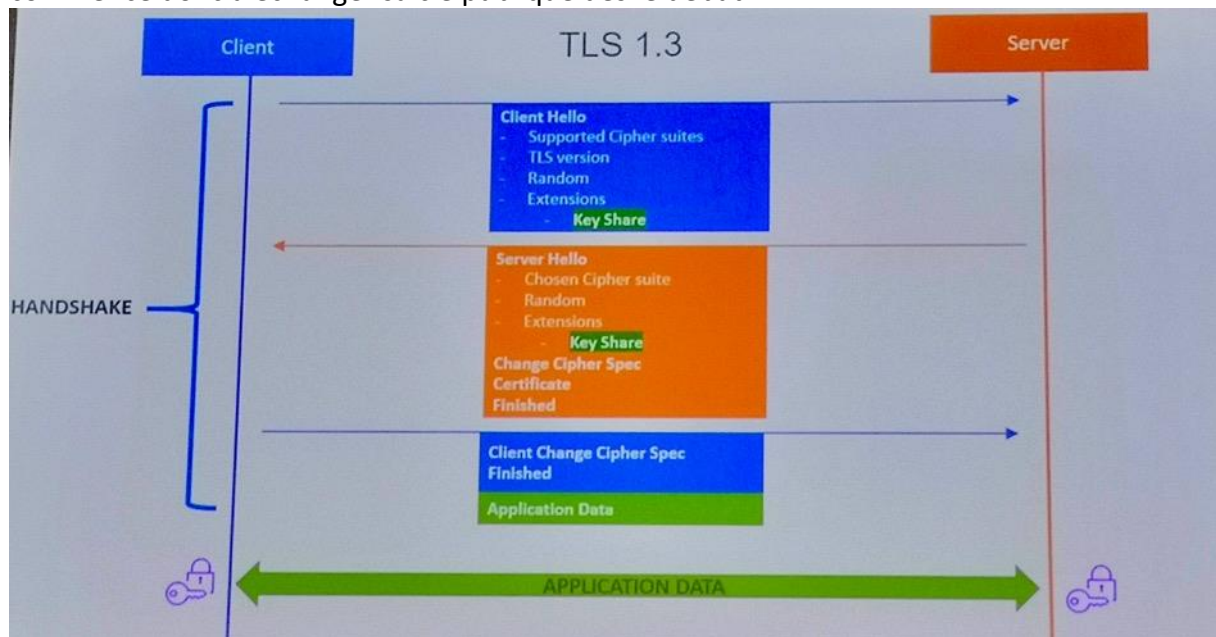 Client
TLS 1.3
Server
Client Hello
- Supported Cipher suites
- TLS version
- Random
- Extensions
- Key Share
Server Hello
- Chosen Cipher suite
- Random
- Extensions
- Key Share
Change Cipher Spec
Certificate
Finished
HANDSHAKE
Client Change Cipher Spec
Finished
Application Data
APPLICATION DATA